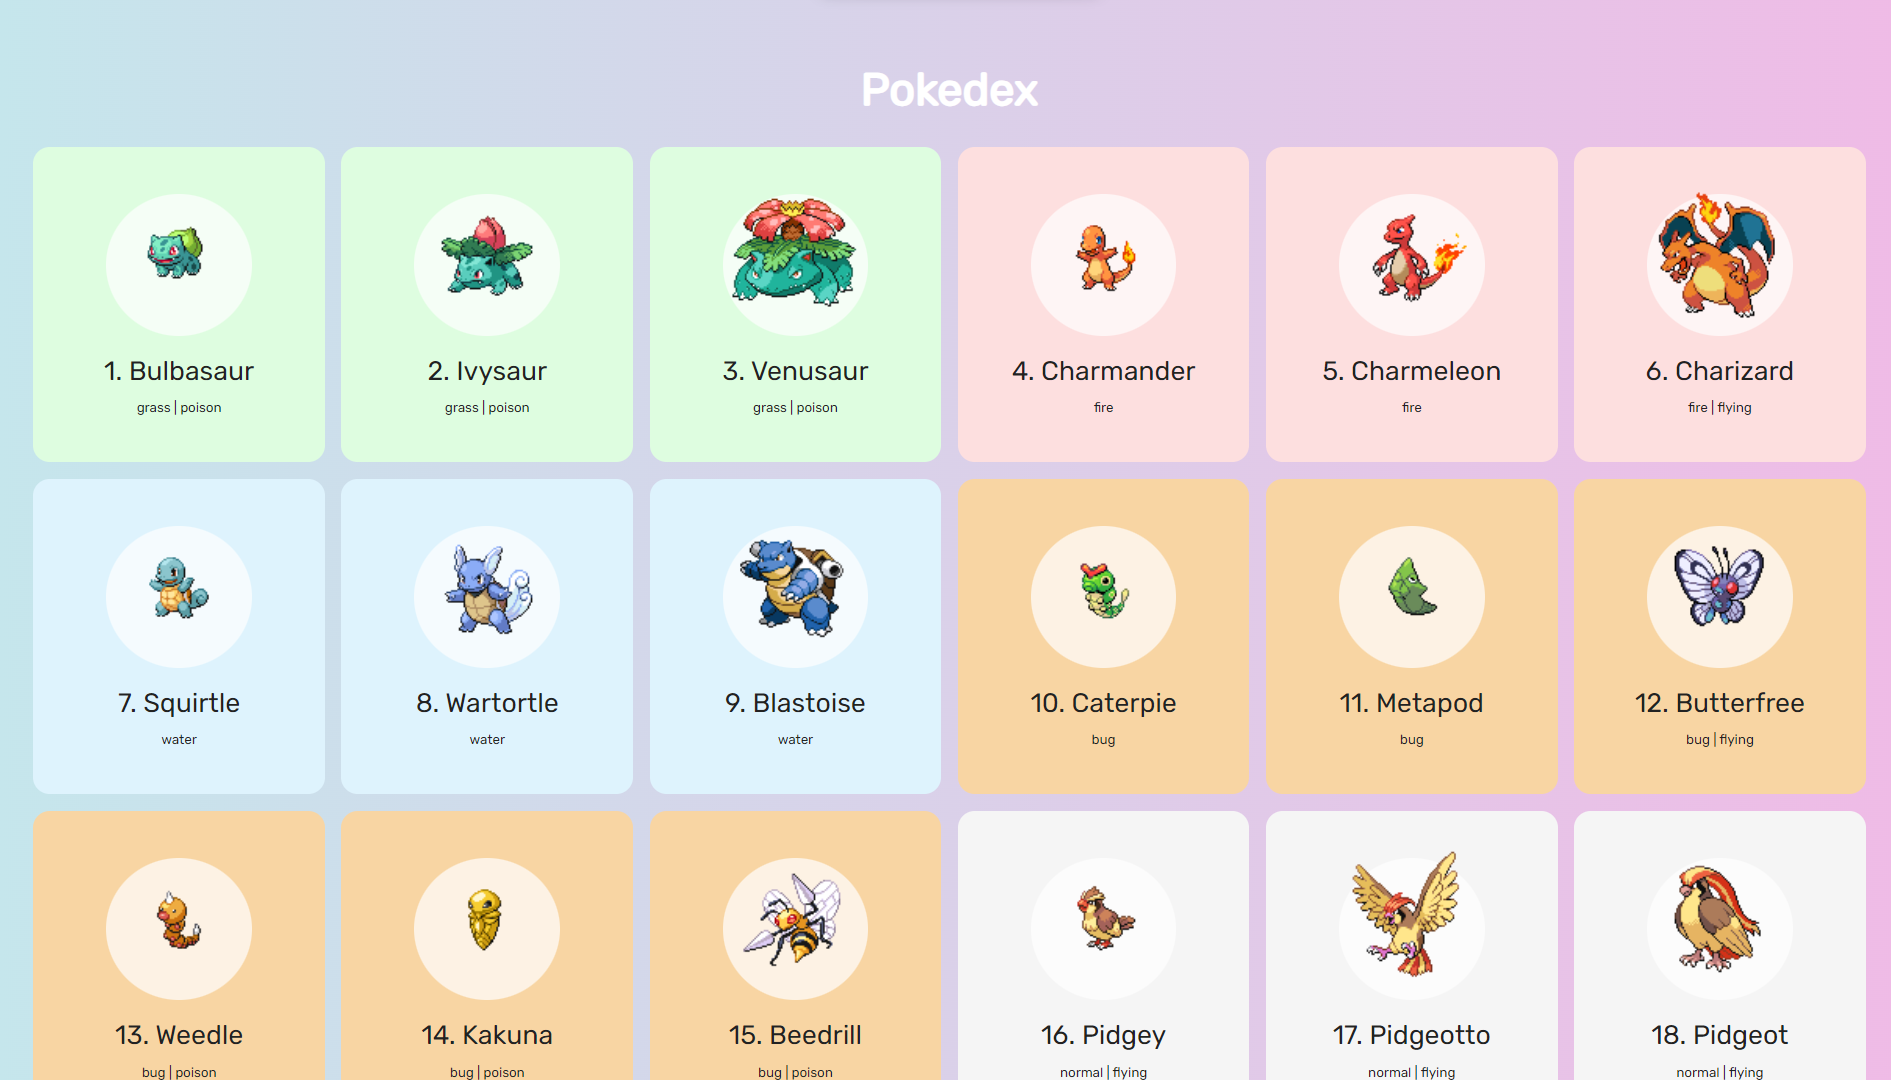 Pokedex
1. Bulbasaur
grass | poison
2. Ivysaur
grass | poison
3. Venusaur
grass | poison
4. Charmander
fire
5. Charmeleon
fire
6. Charizard
fire | flying
7. Squirtle
water
8. Wartortle
water
9. Blastoise
water
10. Caterpie
bug
11. Metapod
bug
12. Butterfree
bug | flying
13. Weedle
bug | poison
14. Kakuna
bug | poison
15. Beedrill
bug | poison
16. Pidgey
normal | flying
17. Pidgeotto
normal | flying
18. Pidgeot
normal | flying